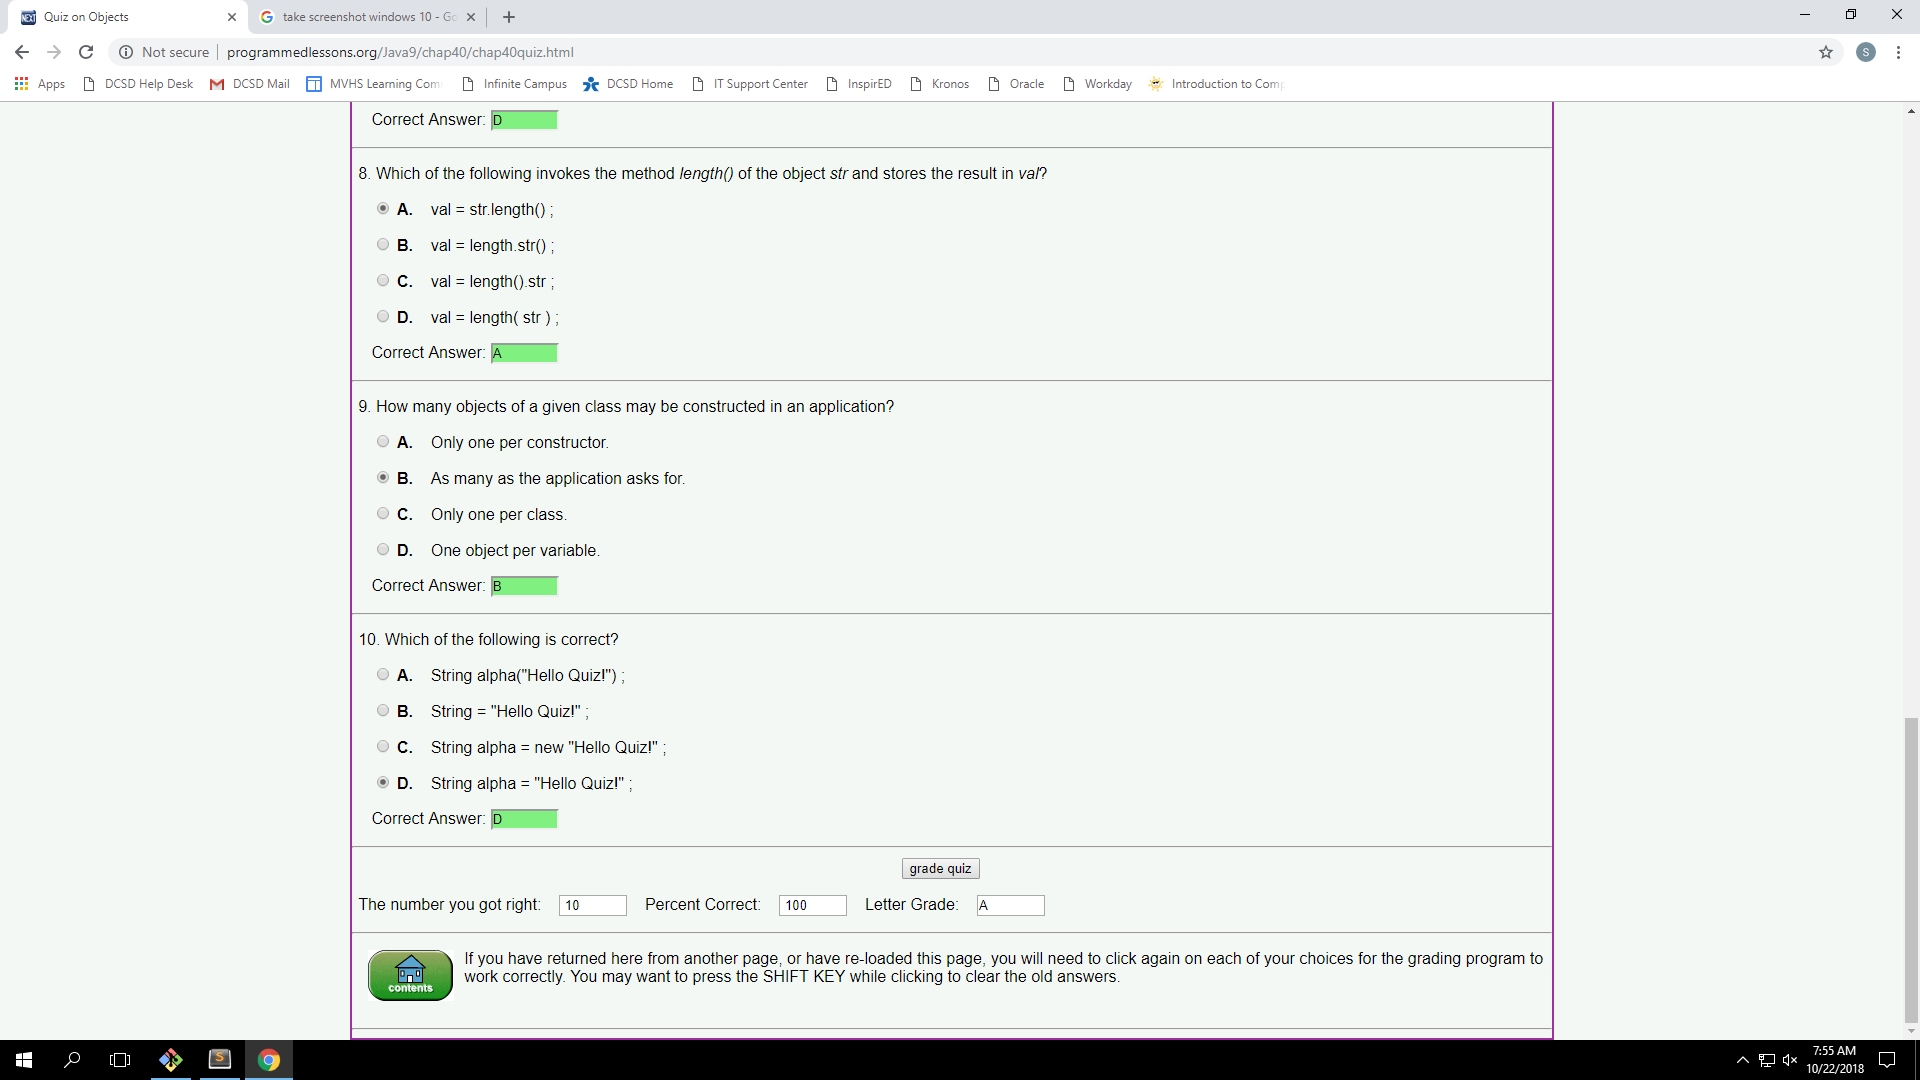 Quiz on Objects
take screenshot windows 10 - Go
Not secure programmedlessons.org/Java9/chap40/chap40quiz.html
S
Apps DCSD Help Desk DCSD Mail MVHS Learning Com Infinite Campus DCSD Home IT Support Center InspirED Kronos Oracle Workday Introduction to Comp
Correct Answer: D
8. Which of the following invokes the method length() of the object str and stores the result in val?
A. val = str.length() ;
B. val = length.str() ;
C. val = length().str ;
D. val = length( str ) ;
Correct Answer: A
9. How many objects of a given class may be constructed in an application?
A. Only one per constructor.
B. As many as the application asks for.
C. Only one per class.
D. One object per variable.
Correct Answer: B
10. Which of the following is correct?
A. String alpha("Hello Quiz!") ;
B. String = "Hello Quiz!" ;
C. String alpha = new "Hello Quiz!" ;
D. String alpha = "Hello Quiz!" ;
Correct Answer: D
grade quiz
The number you got right: 10 Percent Correct: 100 Letter Grade: A
If you have returned here from another page, or have re-loaded this page, you will need to click again on each of your choices for the grading program to
work correctly. You may want to press the SHIFT KEY while clicking to clear the old answers.
contents
7:55 AM
10/22/2018